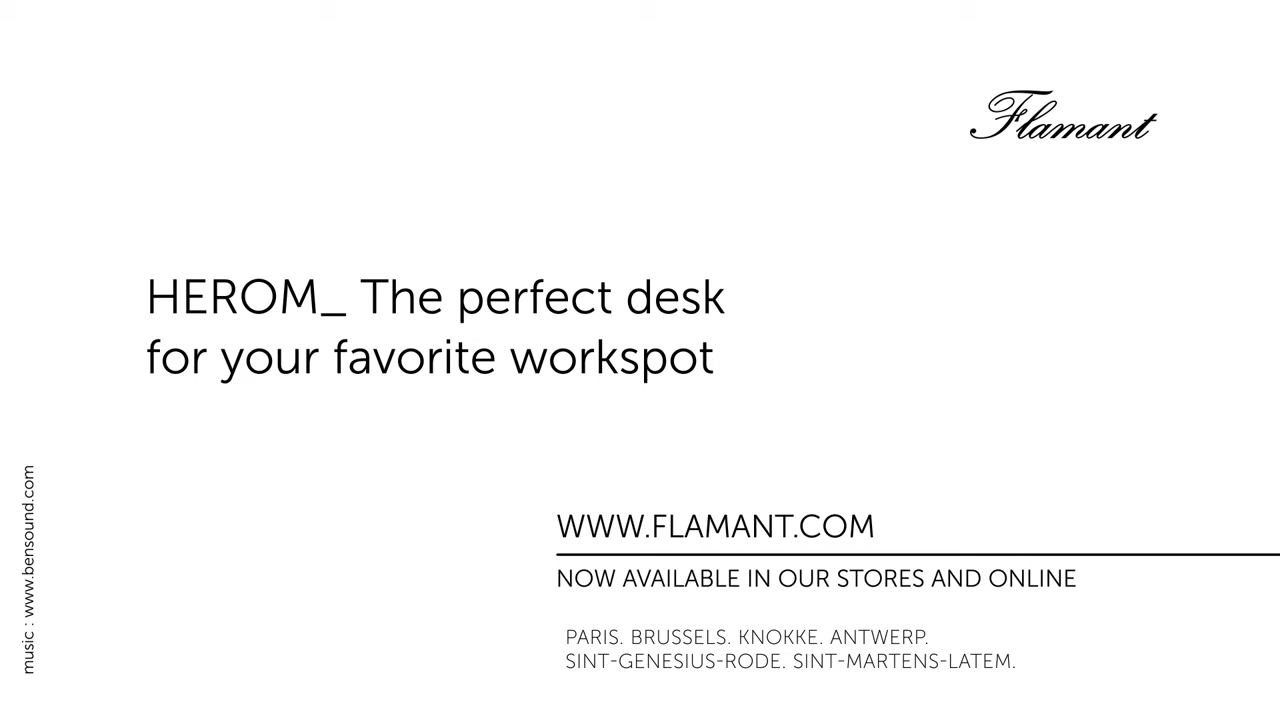 Flamant
HEROM_ The perfect desk
for your favorite workspot
WWW.FLAMANT.COM
NOW AVAILABLE IN OUR STORES AND ONLINE
PARIS. BRUSSELS. KNOKKE. ANTWERP.
SINT-GENESIUS-RODE. SINT-MARTENS-LATEM.
music : www.bensound.com